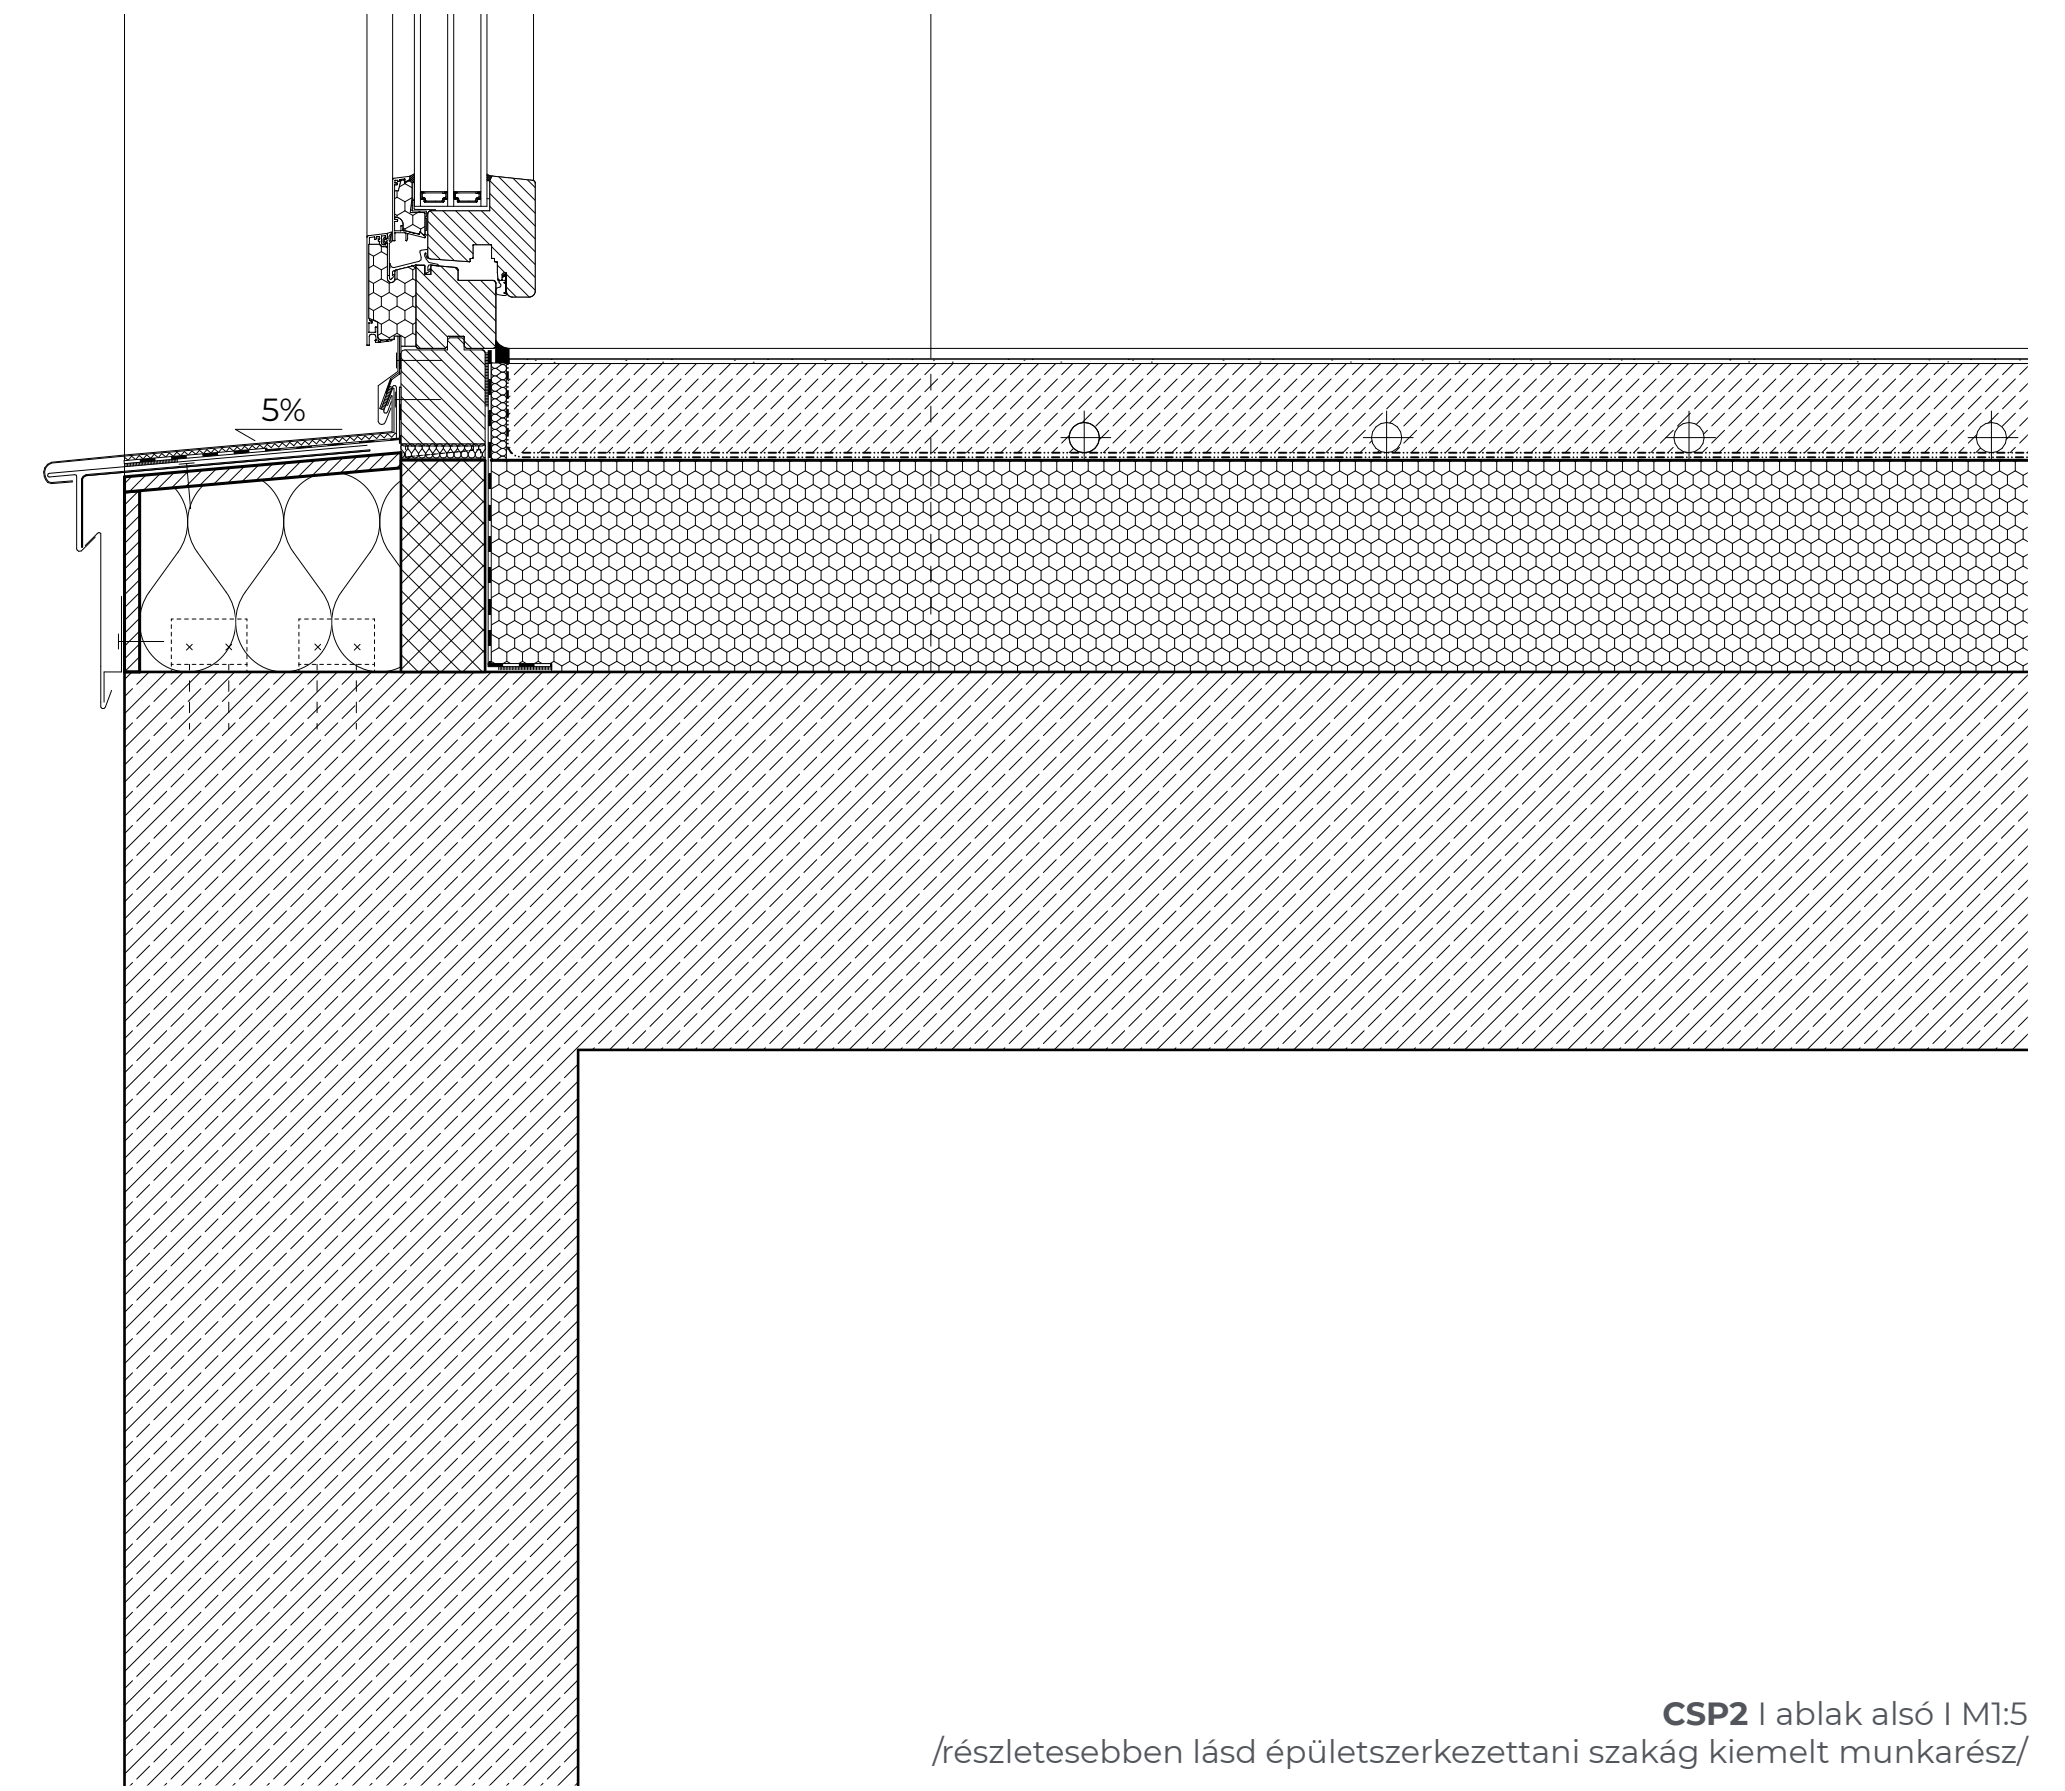 5%
CSP2 I ablak alsó I M1:5
/részletesebben lásd épületszerkezettani szakág kiemelt munkarész/